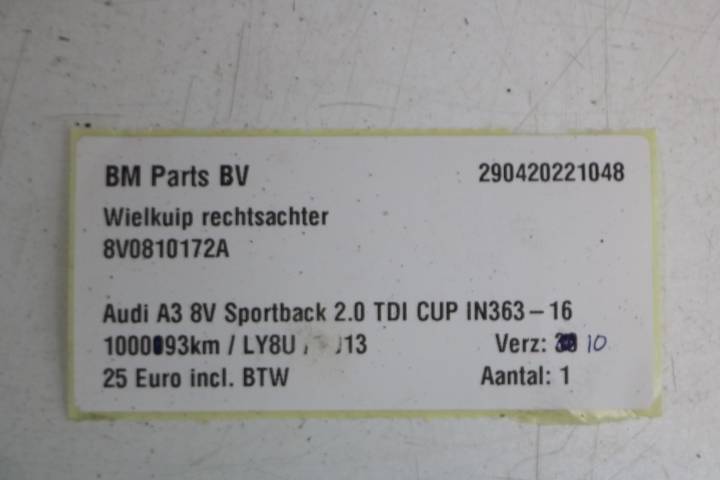 BM Parts BV 290420221048
Wielkuip rechtsachter
8V0810172A
Audi A3 8V Sportback 2.0 TDI CUP IN363-16
km / LY8U
Verz: 10
25 Euro incl. BTW Aantal: 1